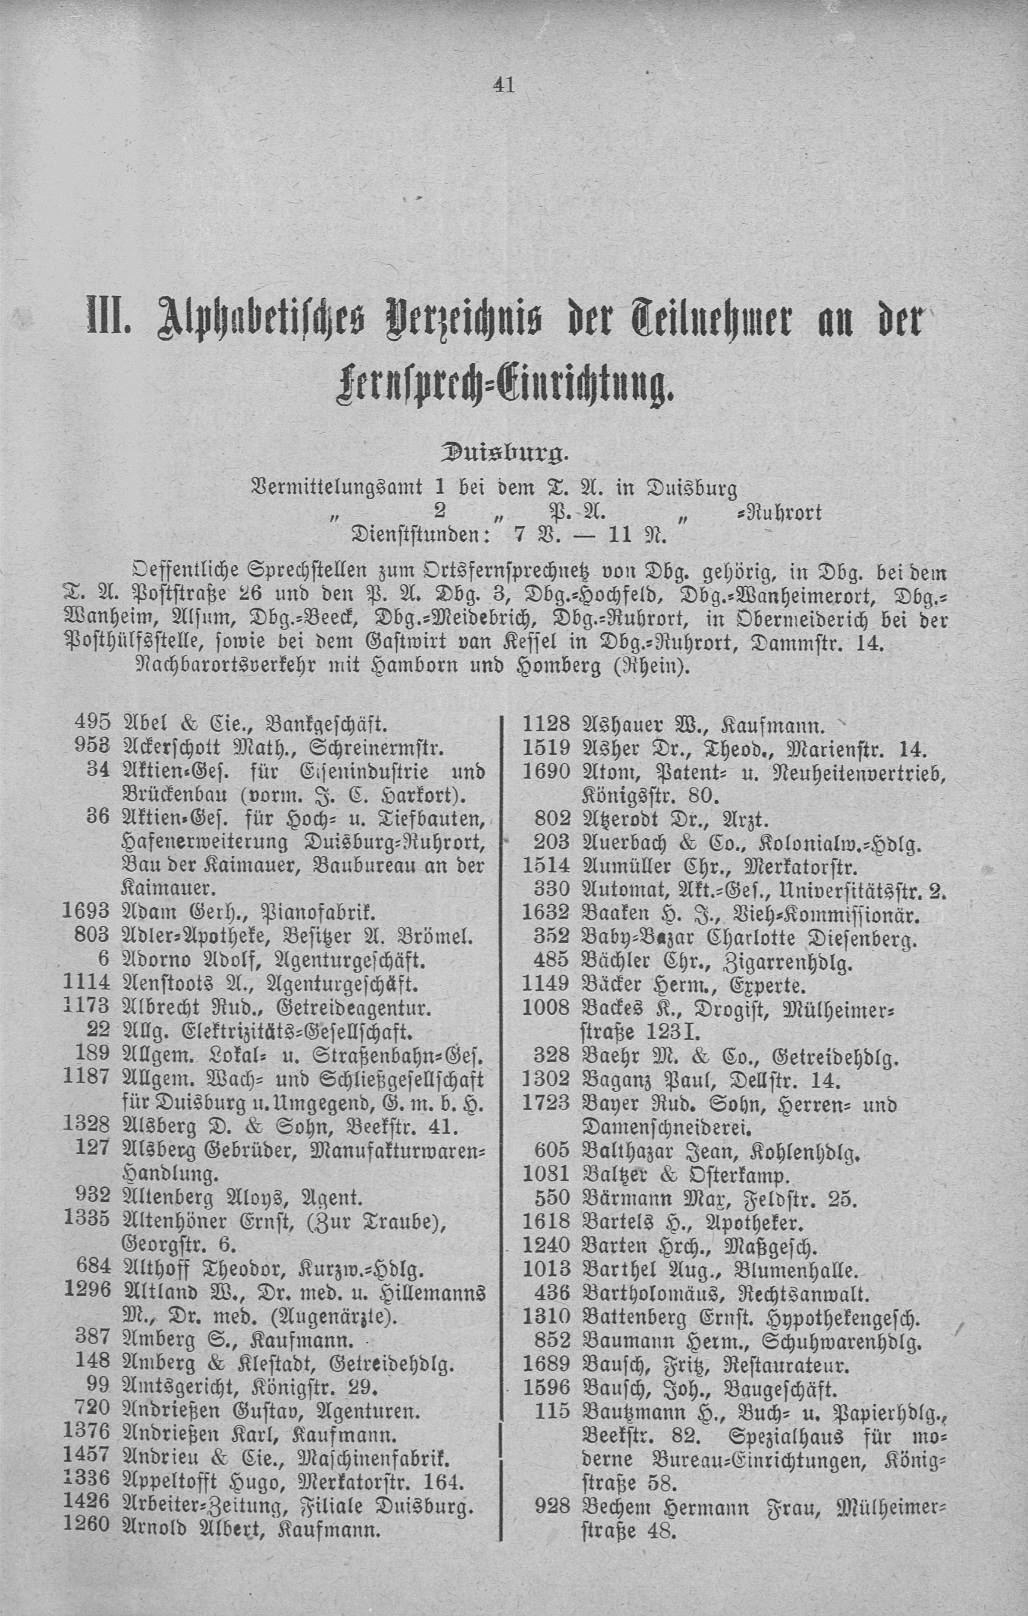 41
III. Alphabetisches Verzeichnis der Teilnehmer an der
Fernsprech-Einrichtung.
Duisburg.
Vermittelungsamt 1 bei dem T. A. in Duisburg
„ 2 „ P. A. „ -Ruhrort
Dienststunden: 7 V. — 11 N.
Oeffentliche Sprechstellen zum Ortsfernsprechnetz von Dbg. gehörig, in Dbg. bei dem
T. A. Poststraße 26 und den P. A. Dbg. 3, Dbg.-Hochfeld, Dbg.-Wanheimerort, Dbg.-
Wanheim, Alsum, Dbg.-Beeck, Dbg.-Meidebrich, Dbg.-Ruhrort, in Obermeiderich bei der
Posthülfsstelle, sowie bei dem Gastwirt van Kessel in Dbg.-Ruhrort, Dammstr. 14.
Nachbarortsverkehr mit Hamborn und Homberg (Rhein).
495 Abel & Cie., Bankgeschäft.
953 Ackerschott Math., Schreinermstr.
34 Aktien-Ges. für Eisenindustrie und
Brückenbau (vorm. J. C. Harkort).
36 Aktien-Ges. für Hoch- u. Tiefbauten,
Hafenerweiterung Duisburg-Ruhrort,
Bau der Kaimauer, Baubureau an der
Kaimauer.
1693 Adam Gerh., Pianofabrik.
803 Adler-Apotheke, Besitzer A. Brömel.
6 Adorno Adolf, Agenturgeschäft.
1114 Aenstoots A., Agenturgeschäft.
1173 Albrecht Rud., Getreideagentur.
22 Allg. Elektrizitäts-Gesellschaft.
189 Allgem. Lokal- u. Straßenbahn-Ges.
1187 Allgem. Wach- und Schließgesellschaft
für Duisburg u. Umgegend, G. m. b. H.
1328 Alsberg D. & Sohn, Beekstr. 41.
127 Alsberg Gebrüder, Manufakturwaren-
Handlung.
932 Altenberg Aloys, Agent.
1335 Altenhöner Ernst, (Zur Traube),
Georgstr. 6.
684 Althoff Theodor, Kurzw.-Hdlg.
1296 Altland W., Dr. med. u. Hillemanns
M., Dr. med. (Augenärzte).
387 Amberg S., Kaufmann.
148 Amberg & Klestadt, Getreidehdlg.
99 Amtsgericht, Königstr. 29.
720 Andrießen Gustav, Agenturen.
1376 Andrießen Karl, Kaufmann.
1457 Andrieu & Cie., Maschinenfabrik.
1336 Appeltofft Hugo, Merkatorstr. 164.
1426 Arbeiter-Zeitung, Filiale Duisburg.
1260 Arnold Albert, Kaufmann.
1128 Ashauer W., Kaufmann.
1519 Asher Dr., Theod., Marienstr. 14.
1690 Atom, Patent- u. Neuheitenvertrieb,
Königsstr. 80.
802 Atzerodt Dr., Arzt.
203 Auerbach & Co., Kolonialw.-Hdlg.
1514 Aumüller Chr., Merkatorstr.
330 Automat, Akt.-Ges., Universitätsstr. 2.
1632 Baaken H. J., Vieh-Kommissionär.
352 Baby-Bazar Charlotte Diefenberg.
485 Bächler Chr., Zigarrenhdlg.
1149 Bäcker Herm., Experte.
1008 Backes K., Drogist, Mülheimer-
straße 123I.
328 Baehr M. & Co., Getreidehdlg.
1302 Baganz Paul, Dellstr. 14.
1723 Bayer Rud. Sohn, Herren- und
Damenschneiderei.
605 Balthazar Jean, Kohlenhdlg.
1081 Baltzer & Osterkamp.
550 Bärmann Max, Feldstr. 25.
1618 Bartels H., Apotheker.
1240 Barten Hrch., Maßgesch.
1013 Barthel Aug., Blumenhalle.
436 Bartholomäus, Rechtsanwalt.
1310 Battenberg Ernst. Hypothekengesch.
852 Baumann Herm., Schuhwarenhdlg.
1689 Bausch, Fritz, Restaurateur.
1596 Bausch, Joh., Baugeschäft.
115 Bautzmann H., Buch- u. Papierhdlg.,
Beekstr. 82. Spezialhaus für mo-
derne Bureau-Einrichtungen, König-
straße 58.
928 Bechem Hermann Frau, Mülheimer-
straße 48.